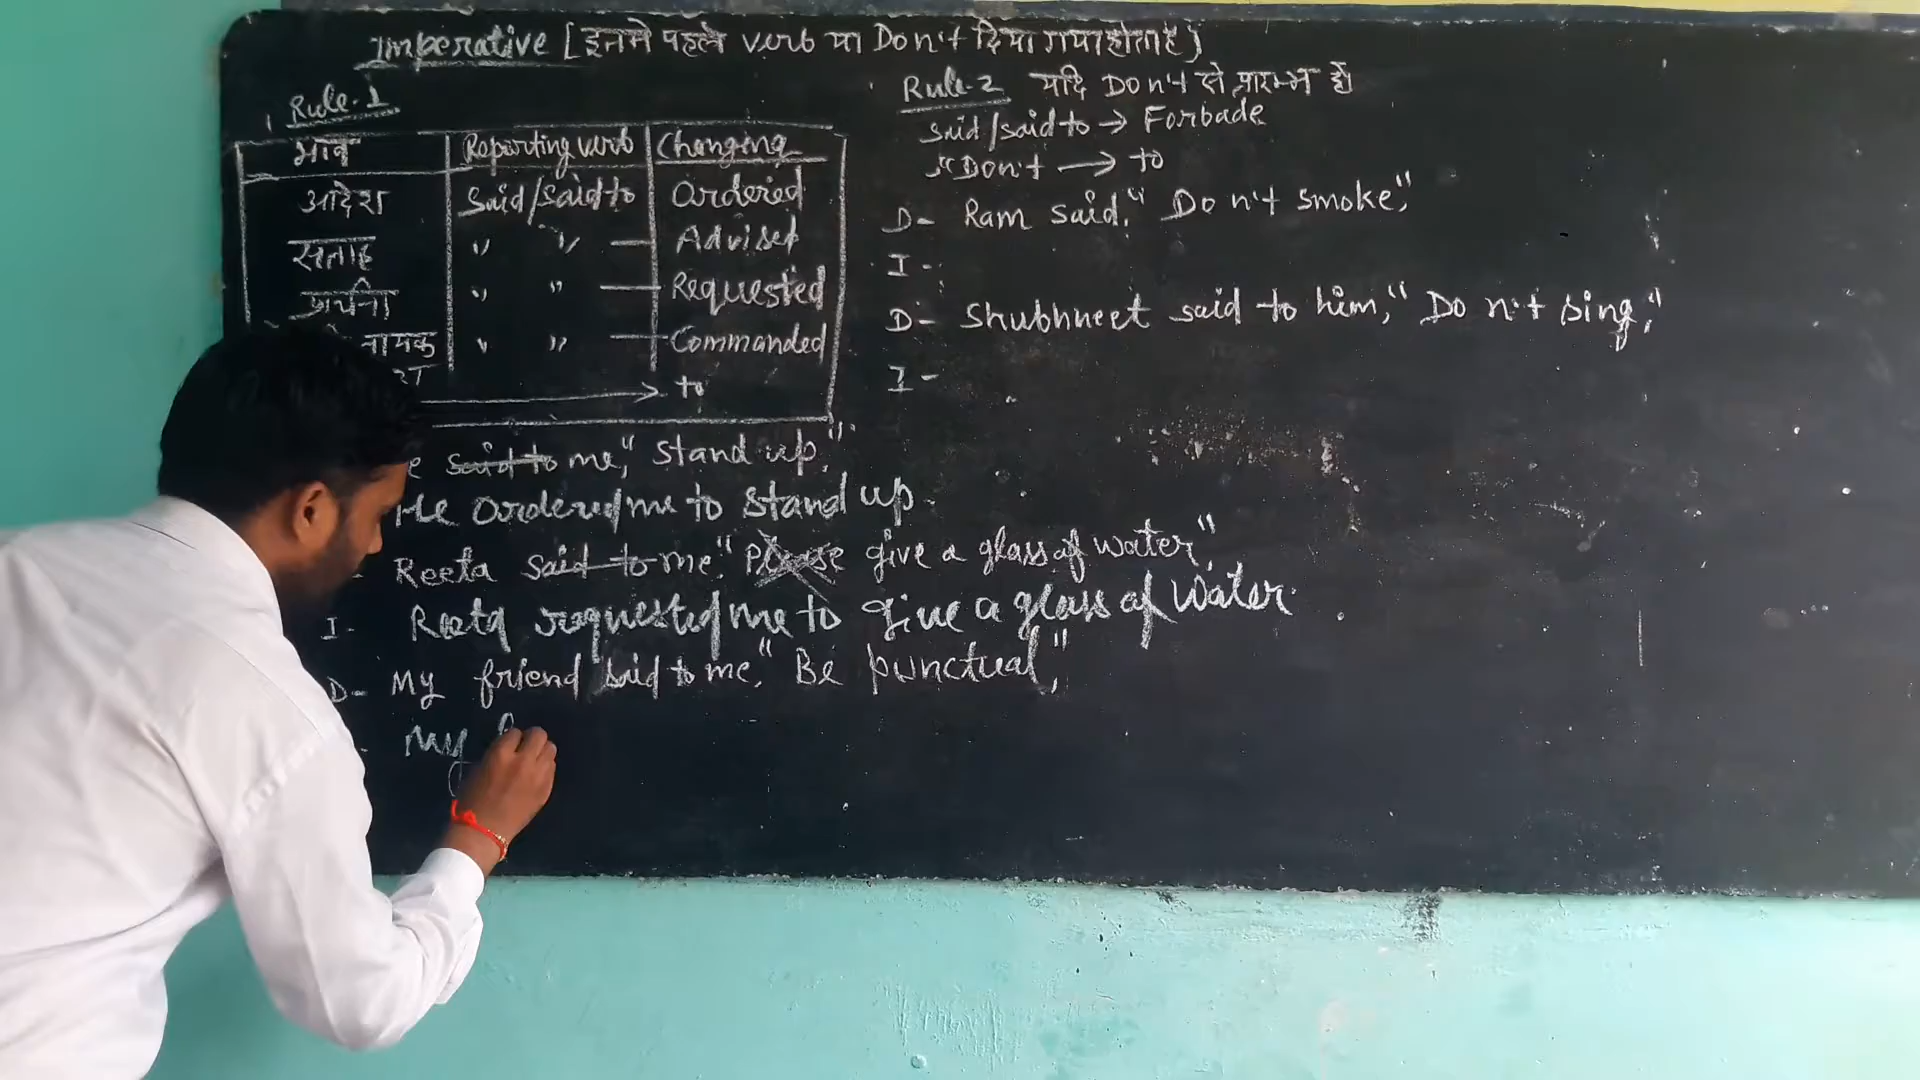 Imperative [इनमे पहले verb या Don't दिया गया होता है]
Rule-1
भाव Reporting verb Changing
आदेश Said/Said to Ordered
सलाह " " — Advised
प्रार्थना " " — Requested
नायक " " — Commanded
→ to
said to me," Stand up."
He ordered me to Stand up.
Reeta said to me." Please give a glass of water".
I- Reeta requested me to give a glass of Water.
D- My friend said to me." Be punctual,"
My
Rule-2 यदि Don't से प्रारम्भ हो
Said/said to → Forbade
"Don't → to
D- Ram said," Don't smoke,"
I-
D- Shubhneet said to him," Don't sing,"
I-